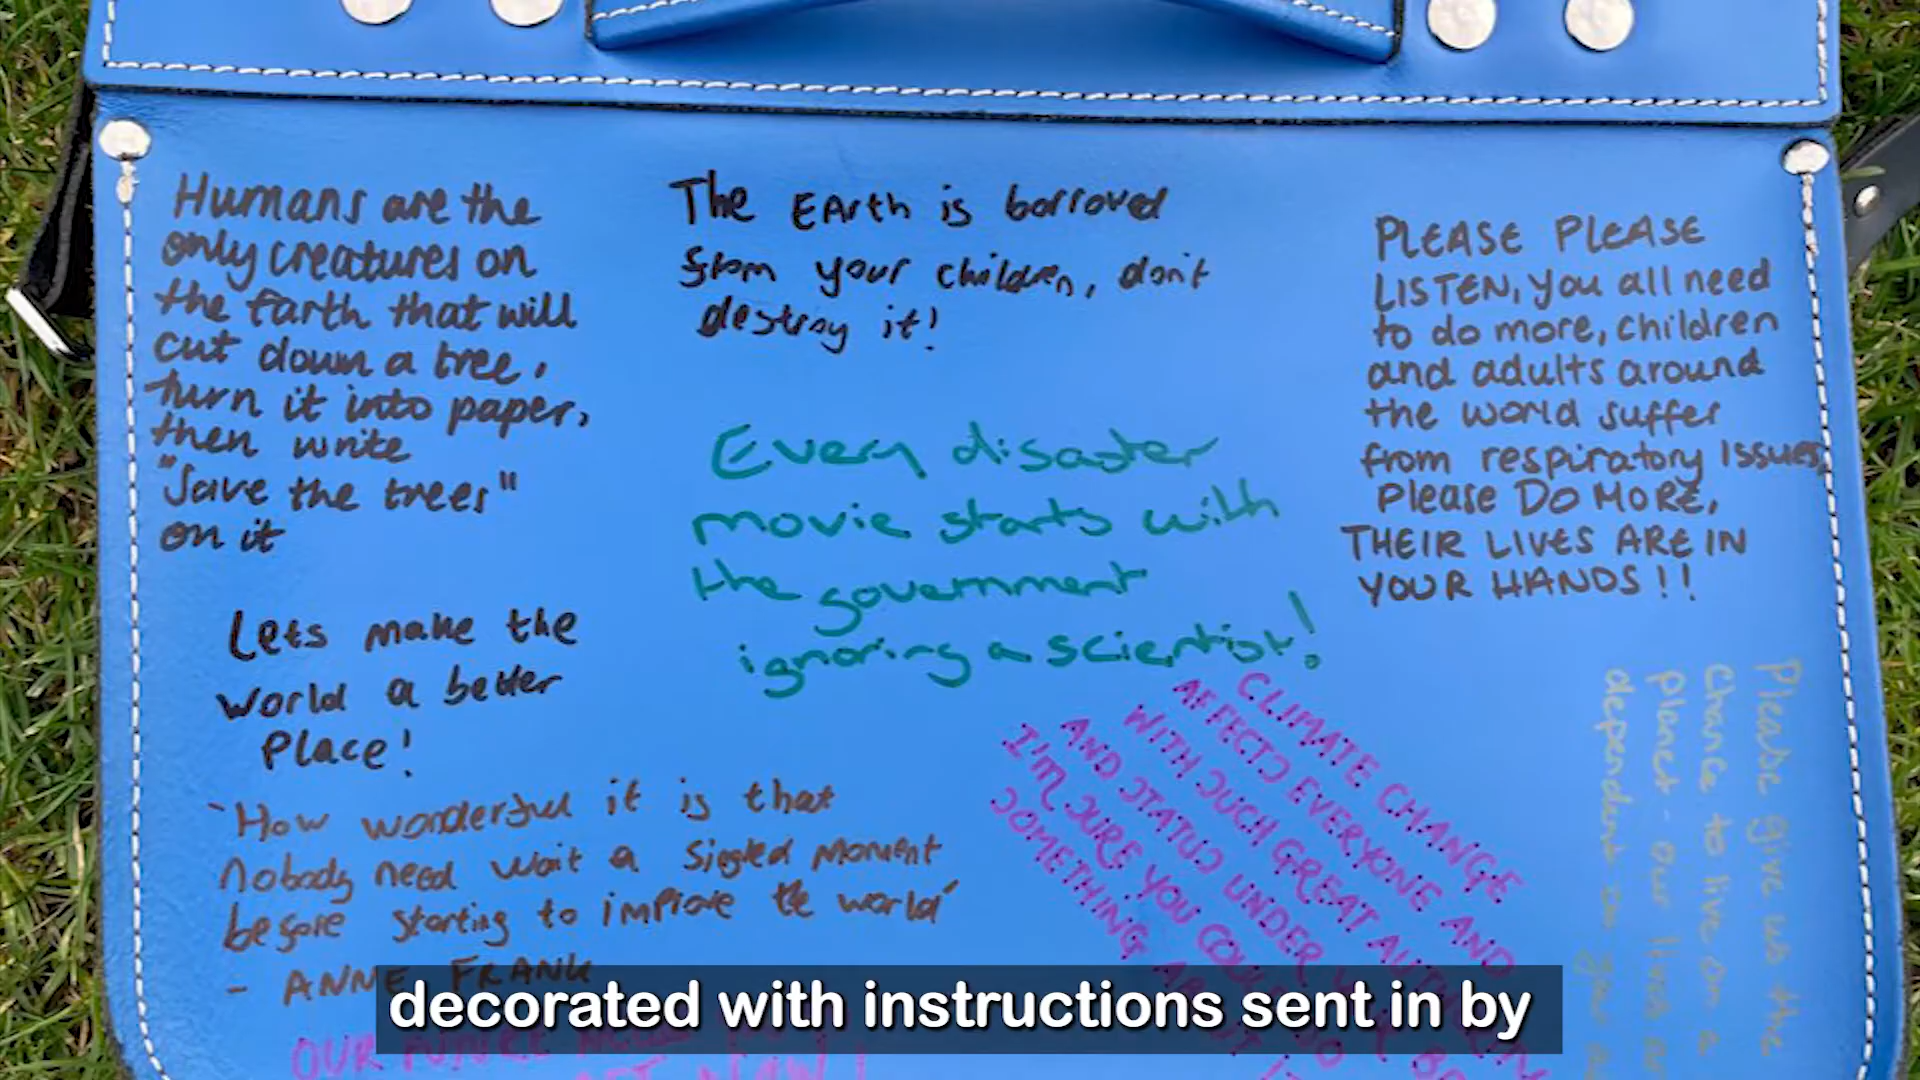 Humans are the
only creatures on
the Earth that will
cut down a tree,
turn it into paper,
then write
"Save the trees"
on it
The EArth is borroved
from your children, don't
destroy it!
PLEASE PLEASE
LISTEN, you all need
to do more, children
and adults around
the world suffer
from respiratory issues,
Please DO MORE,
THEIR LIVES ARE IN
YOUR HANDS!!
Every disaster
movie starts with
the government
ignoring a scientist!
Lets make the
world a better
Place!
"How wonderful it is that
nobody need wait a singled moment
before starting to improve the world"
- ANNE FRANK
CLIMATE CHANGE
AFFECTS EVERYONE AND
WITH SUCH GREAT
AND STATUS UNDER
I'M SURE YOU
SOMETHING
Please give us the
chance to live on a
planet - our lives
dependent on your
OUR
NOW!
decorated with instructions sent in by